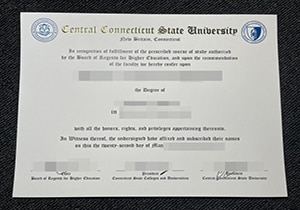 Central Connecticut State University
New Britain, Connecticut
In recognition of fulfillment of the prescribed course of study authorized
by the Board of Regents for Higher Education, and upon the recommendation
of the faculty we hereby confer upon
the Degree of
in
with all the honors, rights, and privileges appertaining thereunto.
In Witness thereof, the undersigned have affixed and subscribed their names
on this the twenty-second day of
Chair
Board of Regents for Higher Education
President
Connecticut State Colleges and Universities
President
Central Connecticut State University